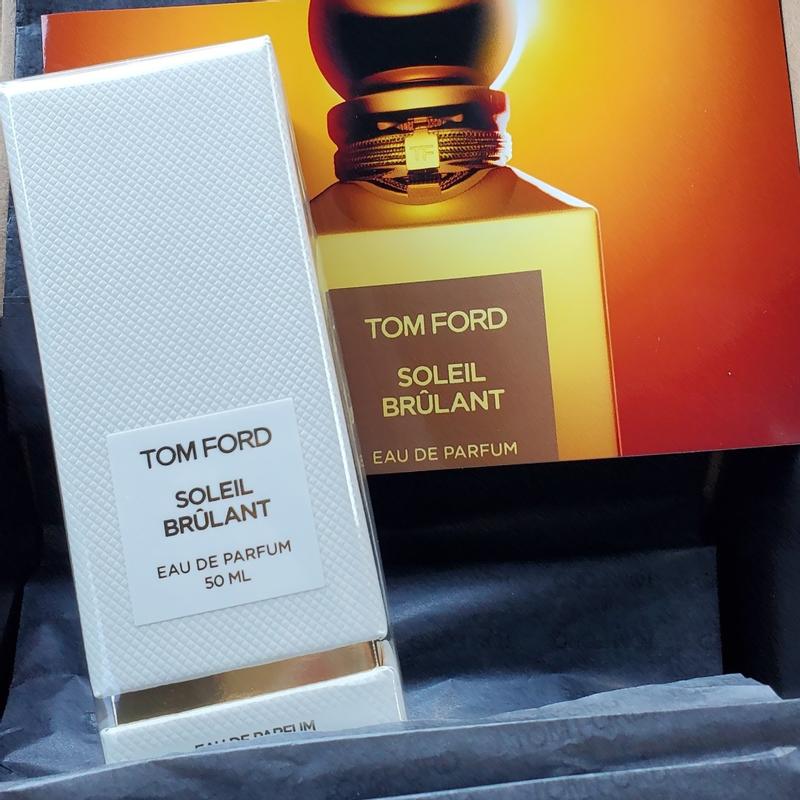 TF
TOM FORD
SOLEIL
BRÛLANT
EAU DE PARFUM
TOM FORD
SOLEIL
BRÛLANT
EAU DE PARFUM
50 ML
EAU DE PARFUM